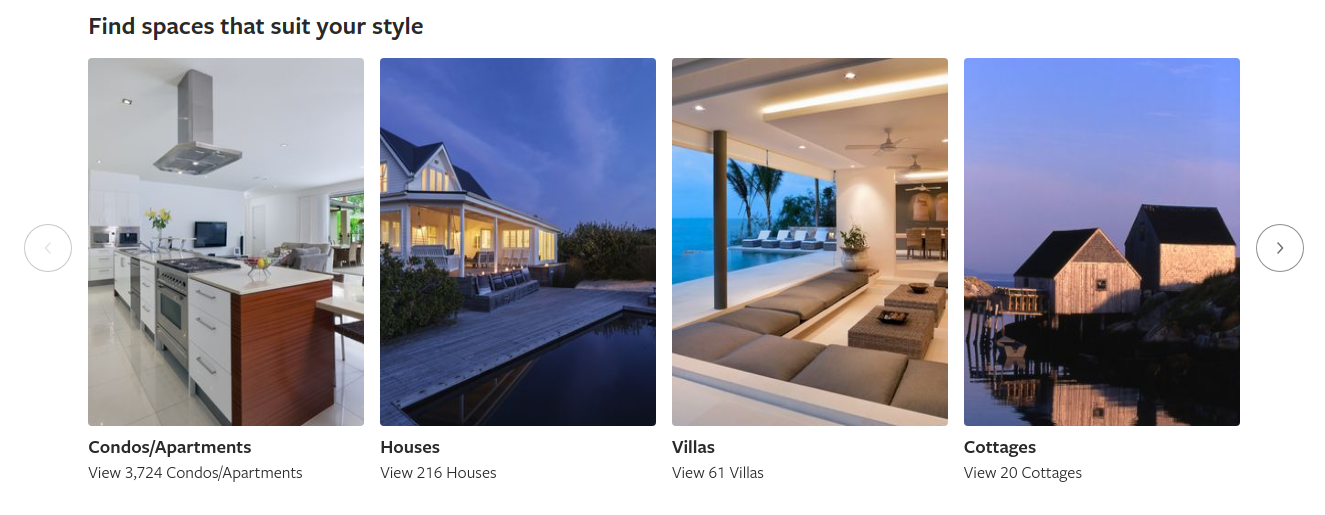 Find spaces that suit your style
Condos/Apartments
View 3,724 Condos/Apartments
Houses
View 216 Houses
Villas
View 61 Villas
Cottages
View 20 Cottages